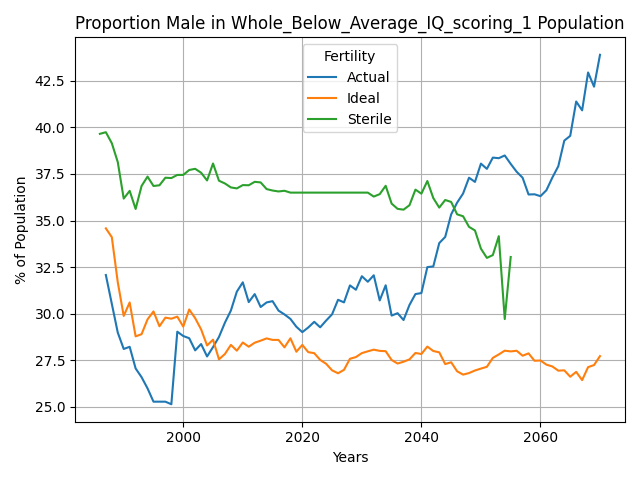 Proportion Male in Whole_Below_Average_IQ_scoring_1 Population
Fertility
Actual
Ideal
Sterile
% of Population
42.5
40.0
37.5
35.0
32.5
30.0
27.5
25.0
2000
2020
2040
2060
Years